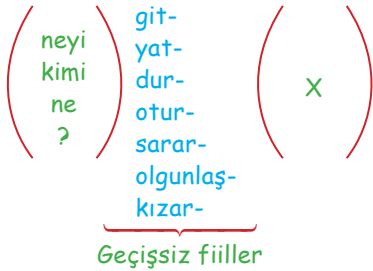 neyi
kimi
ne
?
git-
yat-
dur-
otur-
sarar-
olgunlaş-
kızar-
X
Geçişsiz fiiller